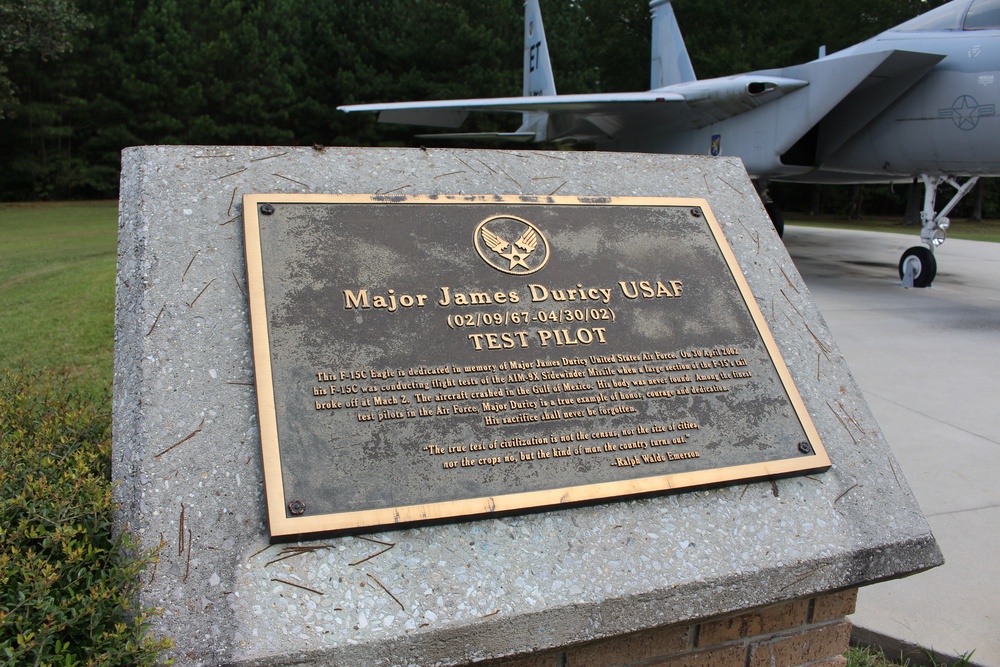 ET
Major James Duricy USAF
(02/09/67-04/30/02)
TEST PILOT
This F-15C Eagle is dedicated in memory of Major James Duricy United States Air Force. On 30 April 2002
his F-15C was conducting flight tests of the AIM-9X Sidewinder Missile when a large section of the F-15's tail
broke off at Mach 2. The aircraft crashed in the Gulf of Mexico. His body was never found. Among the finest
test pilots in the Air Force, Major Duricy is a true example of honor, courage and dedication.
His sacrifice shall never be forgotten.
"The true test of civilization is not the census, nor the size of cities,
nor the crops no, but the kind of man the country turns out."
-Ralph Waldo Emerson